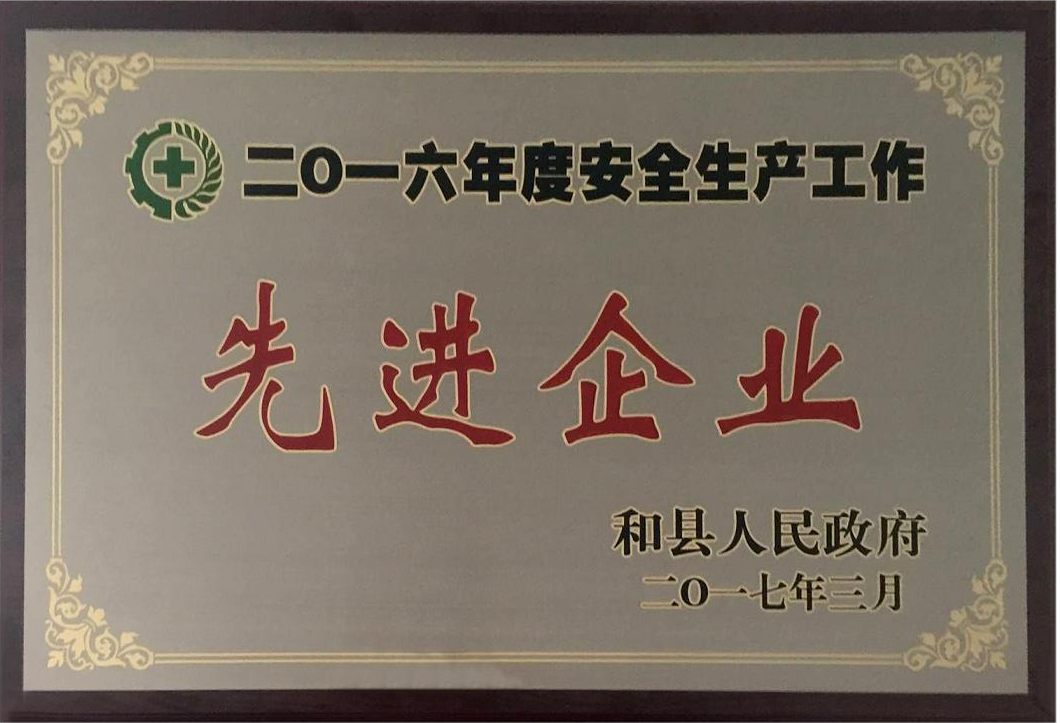 二〇一六年度安全生产工作
先进企业
和县人民政府
二〇一七年三月